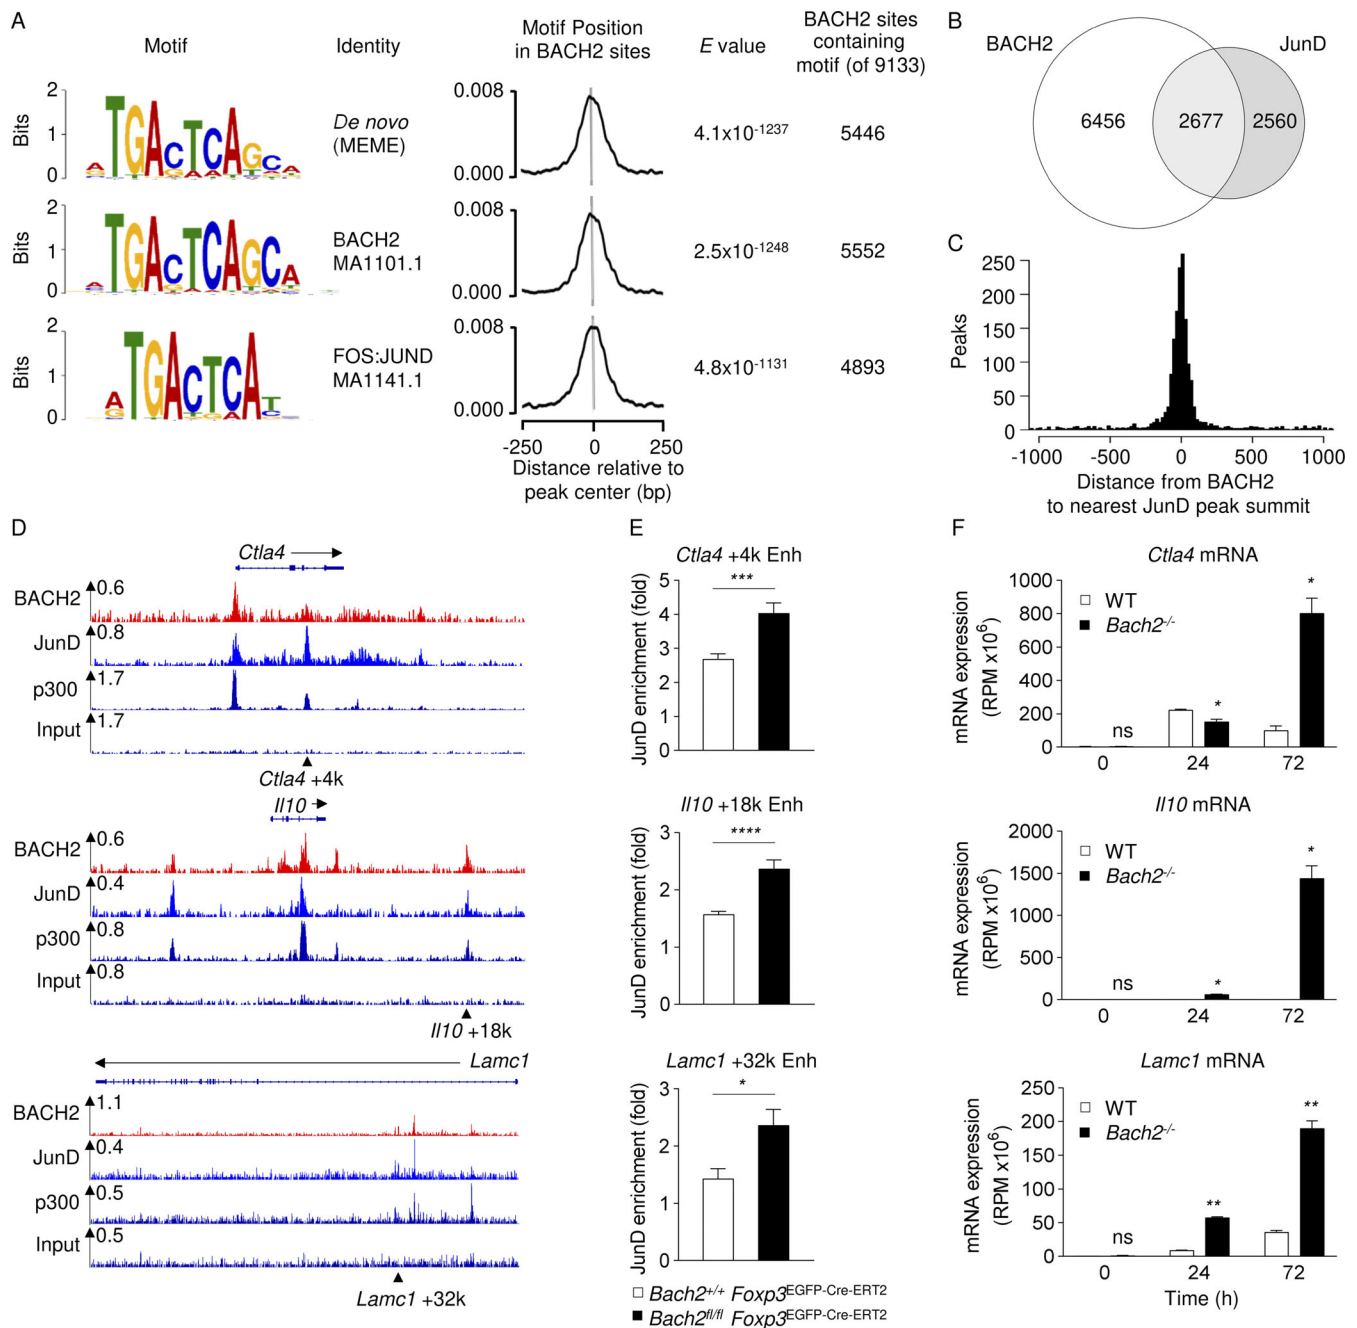 A
Motif
Identity
Motif Position
in BACH2 sites
E value
BACH2 sites
containing
motif (of 9133)
2
1
0
Bits
De novo
(MEME)
0.008
0.000
4.1x10-1237
5446
2
1
0
Bits
BACH2
MA1101.1
0.008
0.000
2.5x10-1248
5552
2
1
0
Bits
FOS:JUND
MA1141.1
0.008
0.000
4.8x10-1131
4893
-250
0
250
Distance relative to
peak center (bp)
B
BACH2
JunD
6456
2677
2560
C
Peaks
250
200
150
100
50
0
-1000
-500
0
500
1000
Distance from BACH2
to nearest JunD peak summit
D
Ctla4
BACH2
0.6
JunD
0.8
p300
1.7
Input
1.7
Ctla4 +4k
Il10
BACH2
0.6
JunD
0.4
p300
0.8
Input
0.8
Il10 +18k
Lamc1
BACH2
1.1
JunD
0.4
p300
0.5
Input
0.5
Lamc1 +32k
E
Ctla4 +4k Enh
JunD enrichment (fold)
5
4
3
2
1
0
***
Il10 +18k Enh
JunD enrichment (fold)
3
2
1
0
****
Lamc1 +32k Enh
JunD enrichment (fold)
3
2
1
0
*
Bach2+/+ Foxp3EGFP-Cre-ERT2
Bach2fl/fl Foxp3EGFP-Cre-ERT2
F
Ctla4 mRNA
mRNA expression
(RPM x10⁶)
1000
800
600
400
200
0
WT
Bach2-/-
ns
*
*
0
24
72
Il10 mRNA
mRNA expression
(RPM x10⁶)
2000
1500
1000
500
0
WT
Bach2-/-
ns
*
*
0
24
72
Lamc1 mRNA
mRNA expression
(RPM x10⁶)
250
200
150
100
50
0
WT
Bach2-/-
ns
**
**
0
24
72
Time (h)